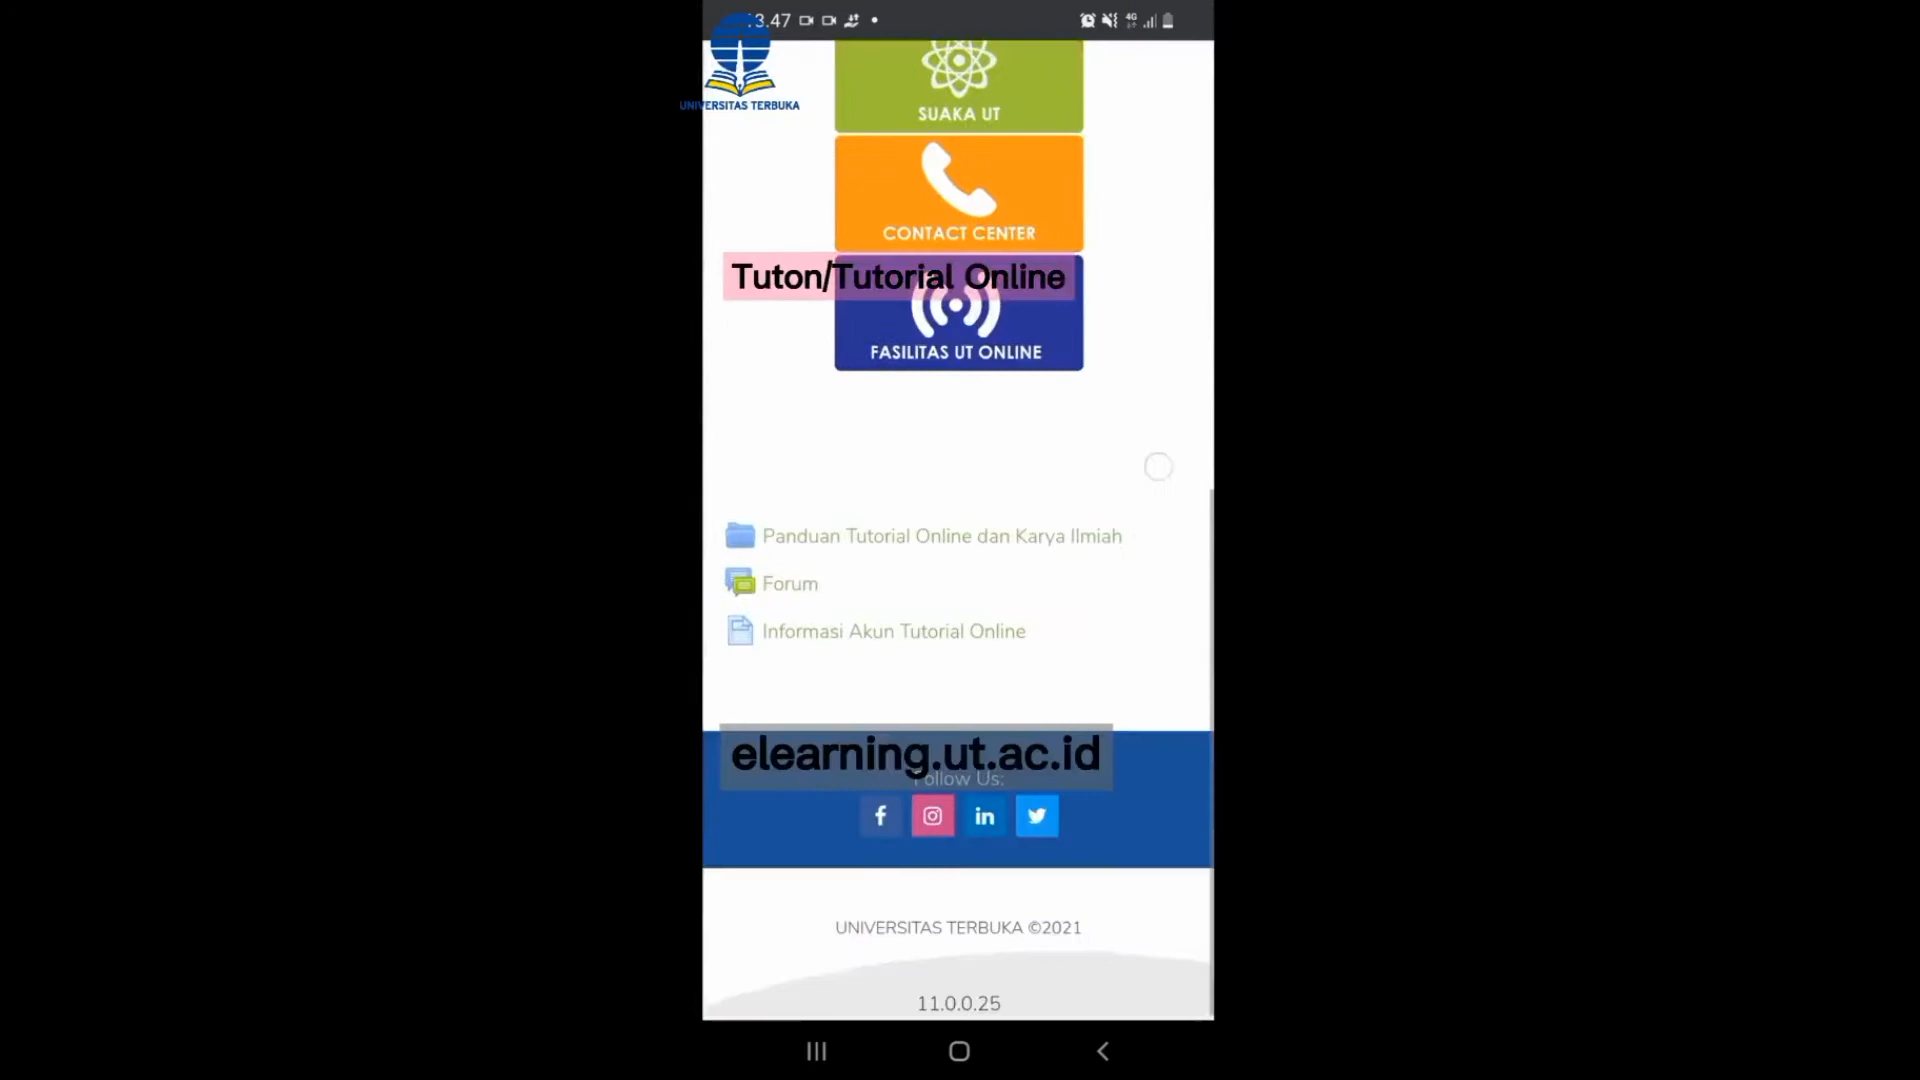 13.47
4G
UNIVERSITAS TERBUKA
SUAKA UT
CONTACT CENTER
Tuton/Tutorial Online
FASILITAS UT ONLINE
Panduan Tutorial Online dan Karya Ilmiah
Forum
Informasi Akun Tutorial Online
elearning.ut.ac.id
Follow Us:
UNIVERSITAS TERBUKA ©2021
11.0.0.25